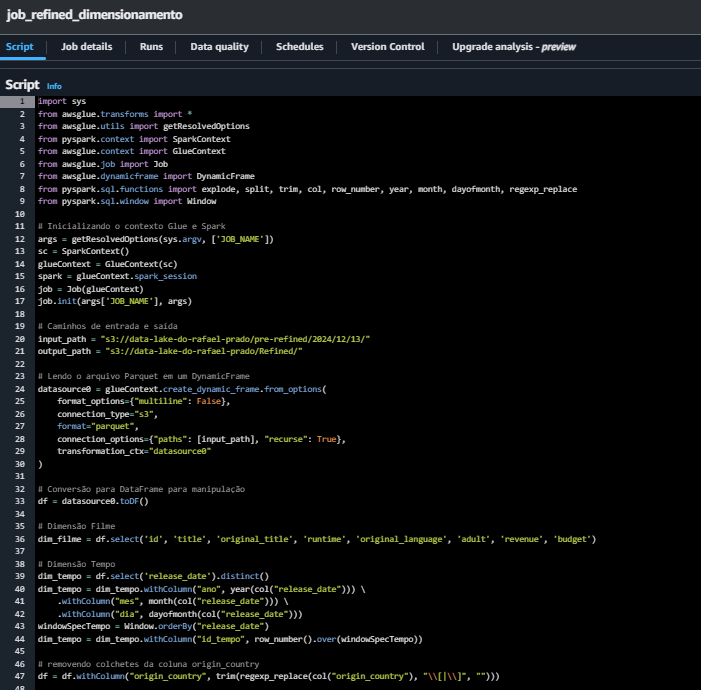 job_refined_dimensionamento
Script Job details Runs Data quality Schedules Version Control Upgrade analysis - preview
Script Info
1 import sys
2 from awsglue.transforms import *
3 from awsglue.utils import getResolvedOptions
4 from pyspark.context import SparkContext
5 from awsglue.context import GlueContext
6 from awsglue.job import Job
7 from awsglue.dynamicframe import DynamicFrame
8 from pyspark.sql.functions import explode, split, trim, col, row_number, year, month, dayofmonth, regexp_replace
9 from pyspark.sql.window import Window
10
11 # Inicializando o contexto Glue e Spark
12 args = getResolvedOptions(sys.argv, ['JOB_NAME'])
13 sc = SparkContext()
14 glueContext = GlueContext(sc)
15 spark = glueContext.spark_session
16 job = Job(glueContext)
17 job.init(args['JOB_NAME'], args)
18
19 # Caminhos de entrada e saída
20 input_path = "s3://data-lake-do-rafael-prado/pre-refined/2024/12/13/"
21 output_path = "s3://data-lake-do-rafael-prado/Refined/"
22
23 # Lendo o arquivo Parquet em um DynamicFrame
24 datasource0 = glueContext.create_dynamic_frame.from_options(
25     format_options={"multiline": False},
26     connection_type="s3",
27     format="parquet",
28     connection_options={"paths": [input_path], "recurse": True},
29     transformation_ctx="datasource0"
30 )
31
32 # Conversão para DataFrame para manipulação
33 df = datasource0.toDF()
34
35 # Dimensão Filme
36 dim_filme = df.select('id', 'title', 'original_title', 'runtime', 'original_language', 'adult', 'revenue', 'budget')
37
38 # Dimensão Tempo
39 dim_tempo = df.select('release_date').distinct()
40 dim_tempo = dim_tempo.withColumn("ano", year(col("release_date"))) \
41     .withColumn("mes", month(col("release_date"))) \
42     .withColumn("dia", dayofmonth(col("release_date")))
43 windowSpecTempo = Window.orderBy("release_date")
44 dim_tempo = dim_tempo.withColumn("id_tempo", row_number().over(windowSpecTempo))
45
46 # removendo colchetes da coluna origin_country
47 df = df.withColumn("origin_country", trim(regexp_replace(col("origin_country"), "\\[|\\]", "")))
48